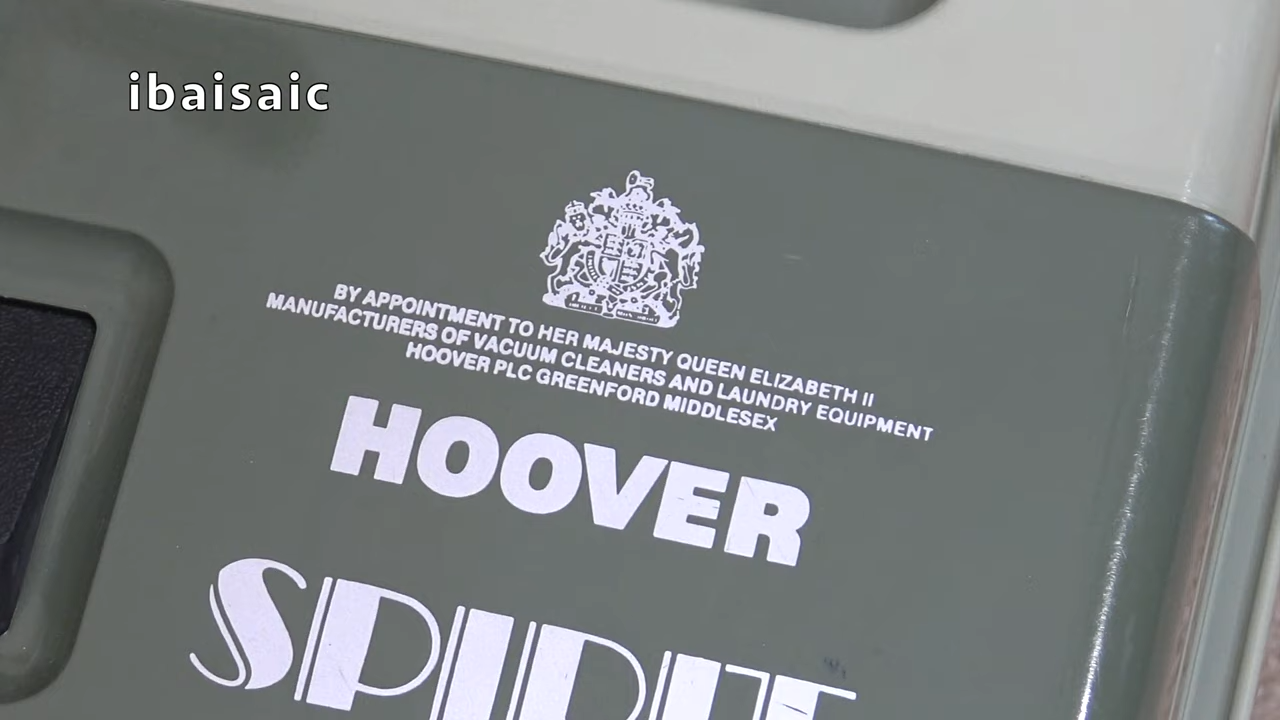 ibaisaic
BY APPOINTMENT TO HER MAJESTY QUEEN ELIZABETH II
MANUFACTURERS OF VACUUM CLEANERS AND LAUNDRY EQUIPMENT
HOOVER PLC GREENFORD MIDDLESEX
HOOVER
SPIRIT